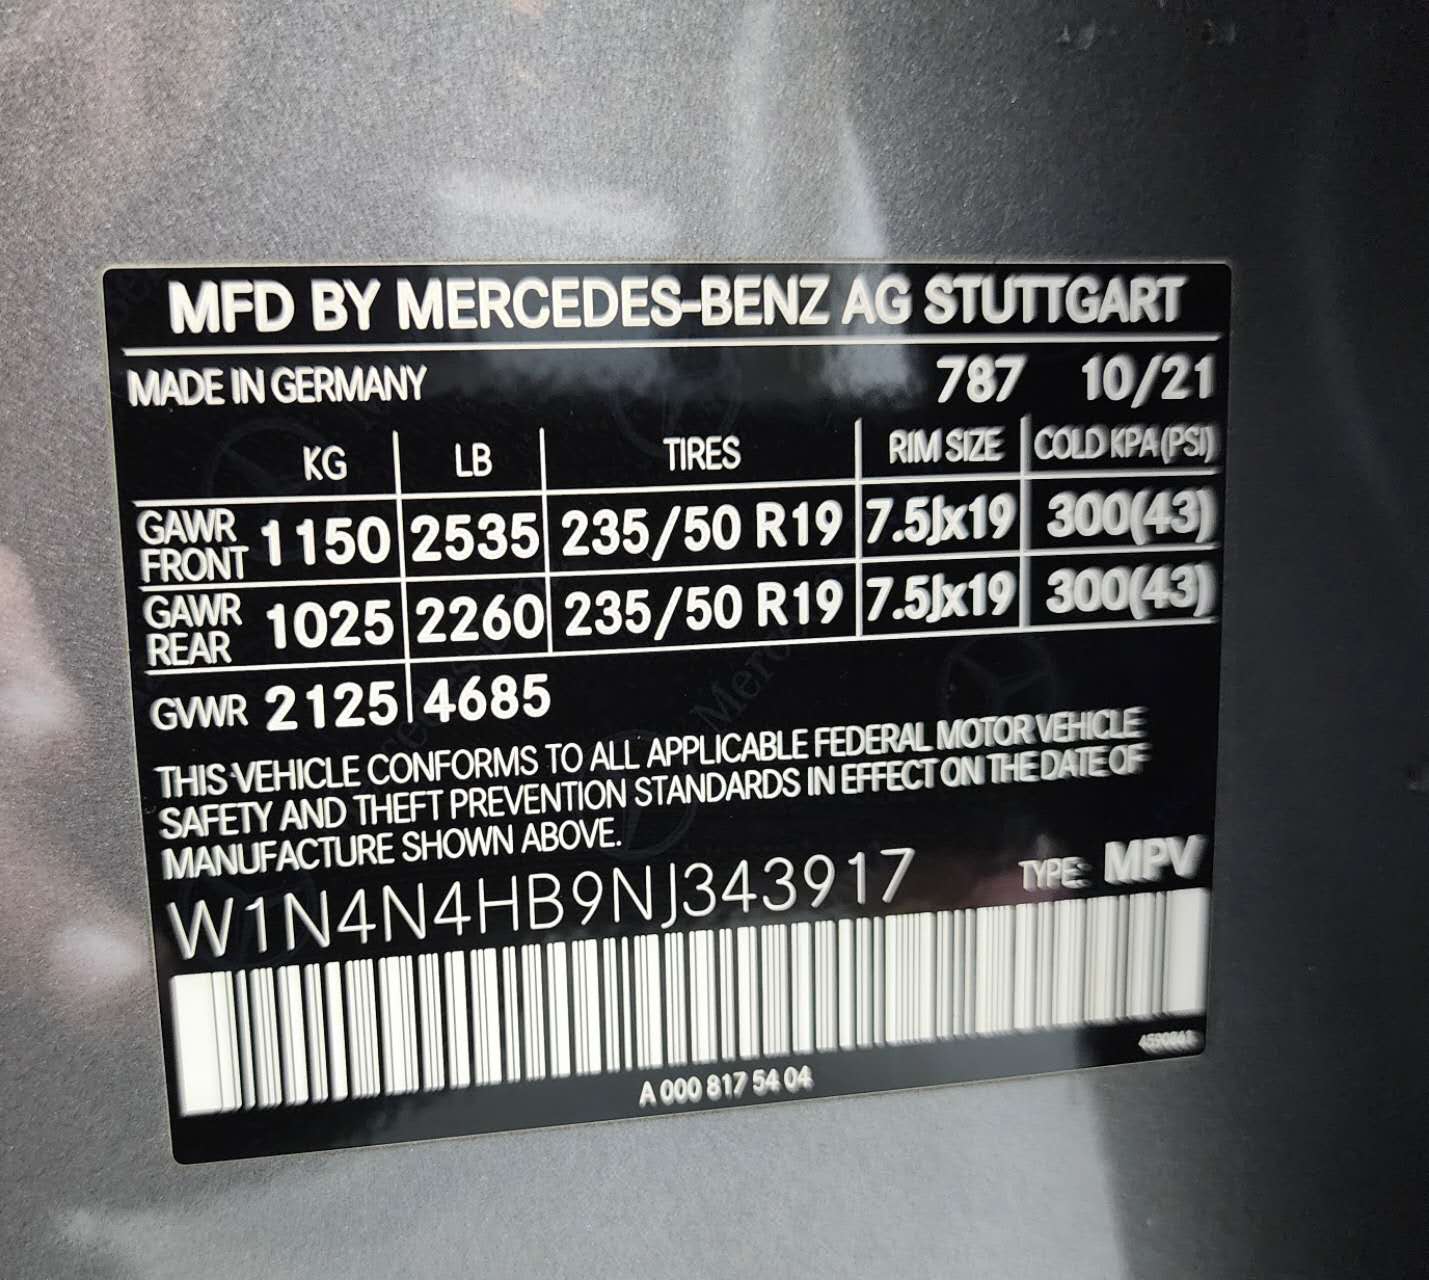 MFD BY MERCEDES-BENZ AG STUTTGART
MADE IN GERMANY 787 10/21
KG LB TIRES RIM SIZE COLD KPA (PSI)
GAWR FRONT 1150 2535 235/50 R19 7.5Jx19 300(43)
GAWR REAR 1025 2260 235/50 R19 7.5Jx19 300(43)
GVWR 2125 4685
THIS VEHICLE CONFORMS TO ALL APPLICABLE FEDERAL MOTOR VEHICLE
SAFETY AND THEFT PREVENTION STANDARDS IN EFFECT ON THE DATE OF
MANUFACTURE SHOWN ABOVE.
W1N4N4HB9NJ343917 TYPE: MPV
A 000 817 54 04